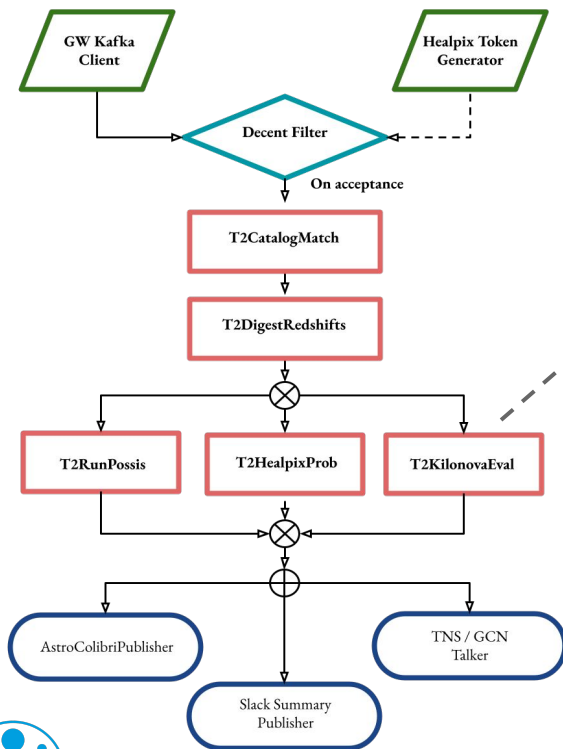 GW Kafka
Client
Healpix Token
Generator
Decent Filter
On acceptance
T2CatalogMatch
T2DigestRedshifts
T2RunPossis
T2HealpixProb
T2KilonovaEval
AstroColibriPublisher
TNS / GCN
Talker
Slack Summary
Publisher